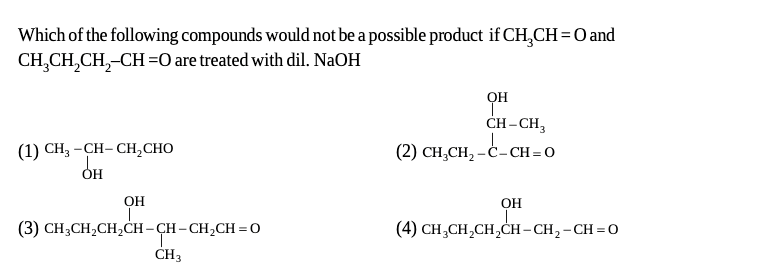 Which of the following compounds would not be a possible product if CH₃CH = O and
CH₃CH₂CH₂–CH =O are treated with dil. NaOH
(1) CH₃ – CH – CH₂CHO
OH
OH
CH – CH₃
(2) CH₃CH₂ – C – CH = O
OH
(3) CH₃CH₂CH₂CH – CH – CH₂CH = O
CH₃
OH
(4) CH₃CH₂CH₂CH – CH₂ – CH = O